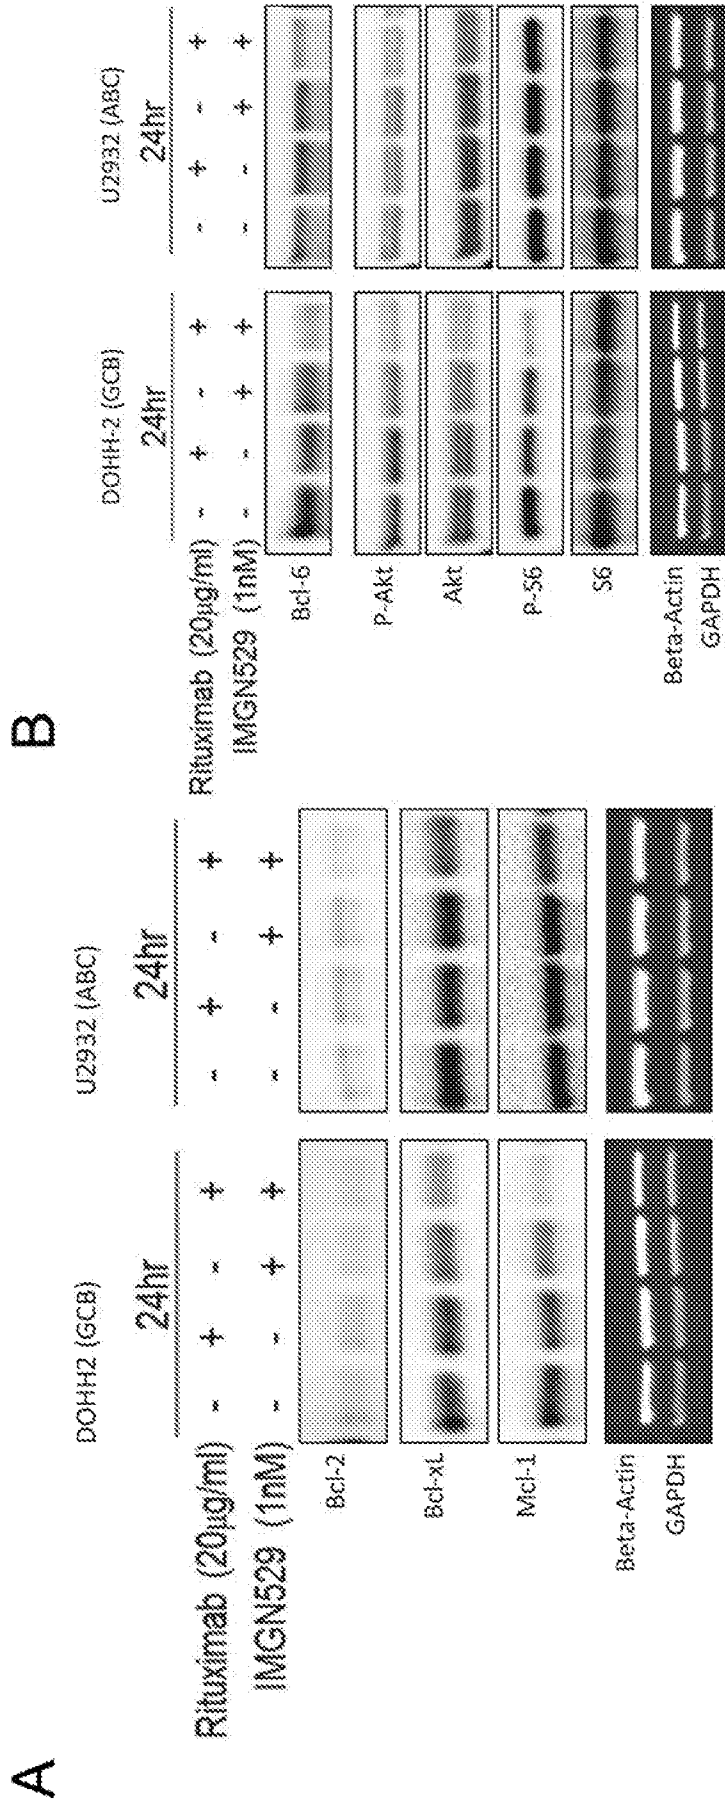 A
DOHH2 (GCB) U2932 (ABC)
24hr 24hr
Rituximab (20µg/ml) - + - + - + - +
IMGN529 (1nM) - - + + - - + +
Bcl-2
Bcl-xL
Mcl-1
Beta-Actin
GAPDH
B
DOHH-2 (GCB) U2932 (ABC)
24hr 24hr
Rituximab (20µg/ml) - + - + - + - +
IMGN529 (1nM) - - + + - - + +
Bcl-6
P-Akt
Akt
P-S6
S6
Beta-Actin
GAPDH